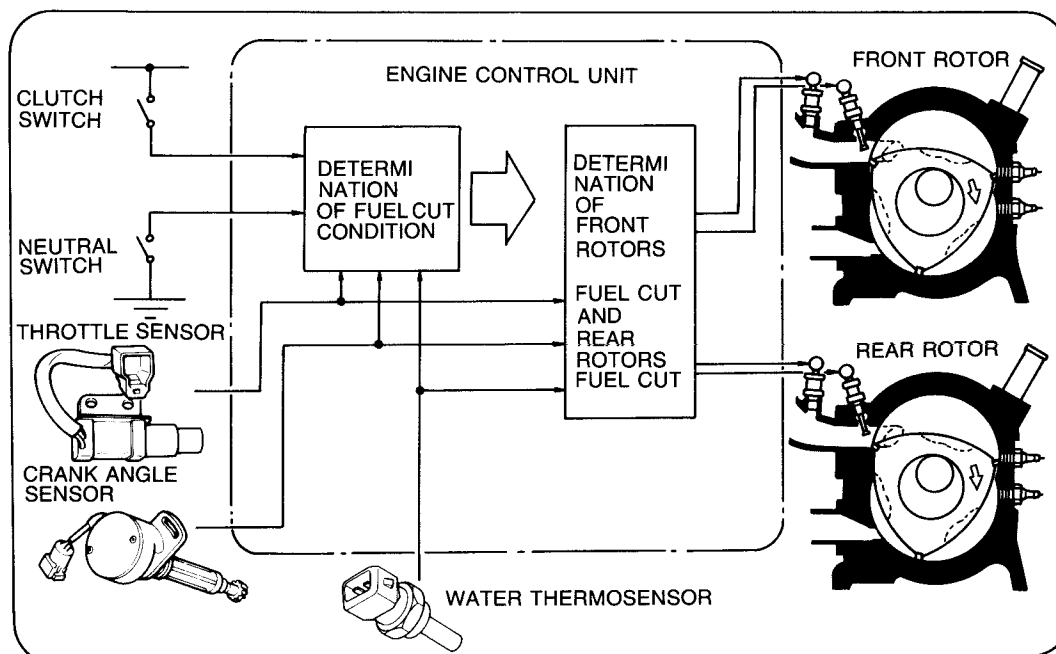 ENGINE CONTROL UNIT
CLUTCH
SWITCH
NEUTRAL
SWITCH
THROTTLE SENSOR
CRANK ANGLE
SENSOR
DETERMI
NATION
OF FUEL CUT
CONDITION
DETERMI
NATION
OF
FRONT
ROTORS
FUEL CUT
AND
REAR
ROTORS
FUEL CUT
WATER THERMOSENSOR
FRONT ROTOR
REAR ROTOR